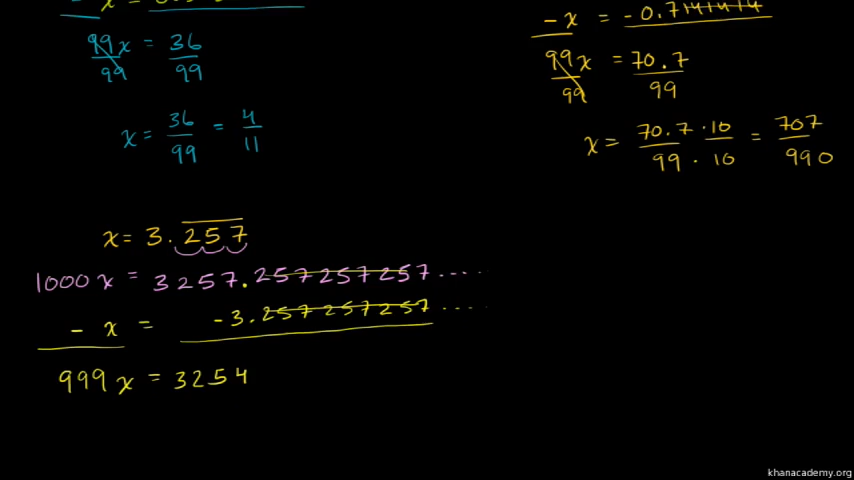 99x = 36
99 99
x = 36/99 = 4/11
- x = - 0.7141414
99x = 70.7
99 99
x = 70.7 · 10 / 99 · 10 = 707/990
x = 3.257
1000x = 3257.257257257....
- x = -3.257257257....
999x = 3254
khanacademy.org